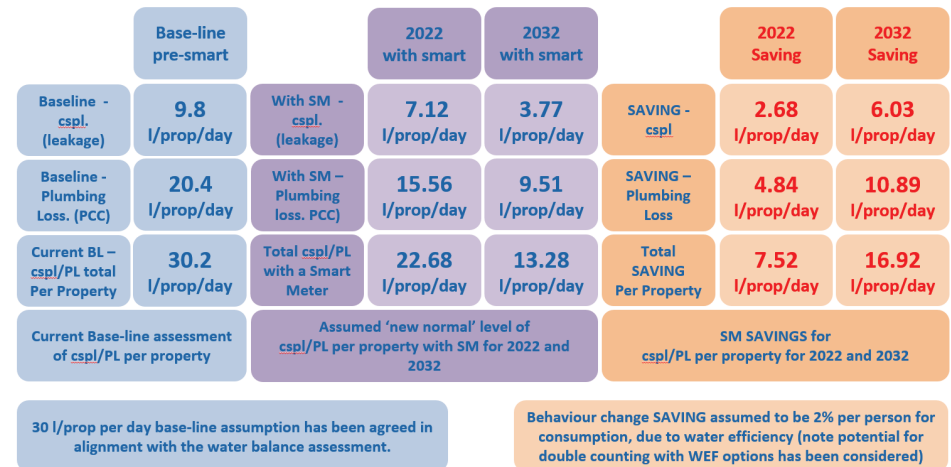 Base-line
pre-smart
2022
with smart
2032
with smart
2022
Saving
2032
Saving
Baseline -
cspl.
(leakage)
9.8
l/prop/day
With SM -
cspl.
(leakage)
7.12
l/prop/day
3.77
l/prop/day
SAVING -
cspl
2.68
l/prop/day
6.03
l/prop/day
Baseline -
Plumbing
Loss. (PCC)
20.4
l/prop/day
With SM –
Plumbing
loss. PCC)
15.56
l/prop/day
9.51
l/prop/day
SAVING –
Plumbing
Loss
4.84
l/prop/day
10.89
l/prop/day
Current BL –
cspl/PL total
Per Property
30.2
l/prop/day
Total cspl/PL
with a Smart
Meter
22.68
l/prop/day
13.28
l/prop/day
Total
SAVING
Per Property
7.52
l/prop/day
16.92
l/prop/day
Current Base-line assessment
of cspl/PL per property
Assumed ‘new normal’ level of
cspl/PL per property with SM for 2022 and
2032
SM SAVINGS for
cspl/PL per property for 2022 and 2032
30 l/prop per day base-line assumption has been agreed in
alignment with the water balance assessment.
Behaviour change SAVING assumed to be 2% per person for
consumption, due to water efficiency (note potential for
double counting with WEF options has been considered)